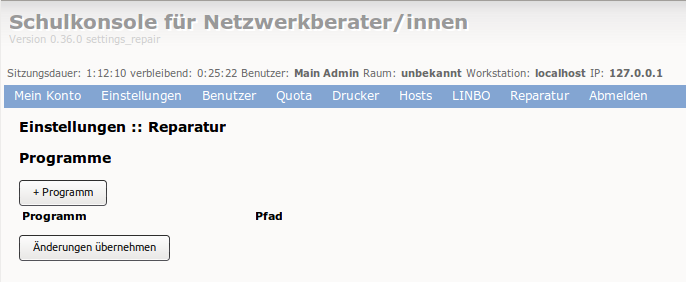 Schulkonsole für Netzwerkberater/innen
Version 0.36.0 settings_repair
Sitzungsdauer: 1:12:10 verbleibend: 0:25:22 Benutzer: Main Admin Raum: unbekannt Workstation: localhost IP: 127.0.0.1
Mein Konto Einstellungen Benutzer Quota Drucker Hosts LINBO Reparatur Abmelden
Einstellungen :: Reparatur
Programme
+ Programm
Programm Pfad
Änderungen übernehmen